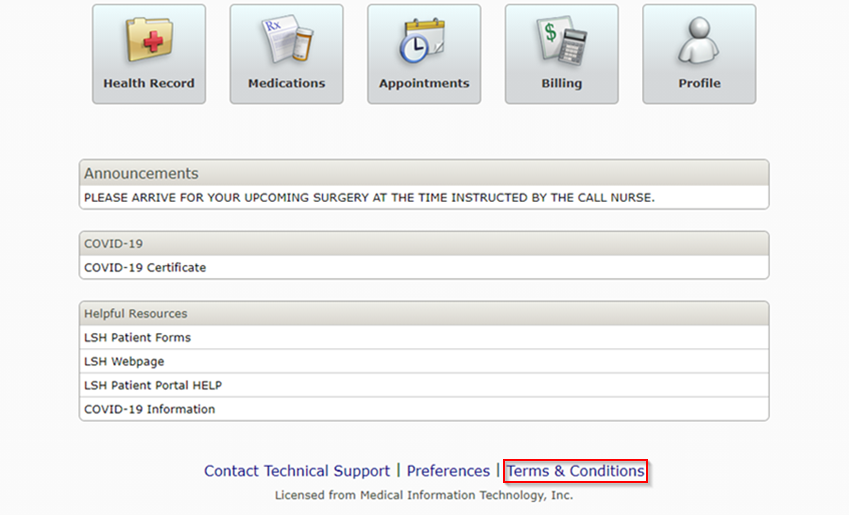 Rx
$
Health Record
Medications
Appointments
Billing
Profile
Announcements
PLEASE ARRIVE FOR YOUR UPCOMING SURGERY AT THE TIME INSTRUCTED BY THE CALL NURSE.
COVID-19
COVID-19 Certificate
Helpful Resources
LSH Patient Forms
LSH Webpage
LSH Patient Portal HELP
COVID-19 Information
Contact Technical Support | Preferences | Terms & Conditions
Licensed from Medical Information Technology, Inc.